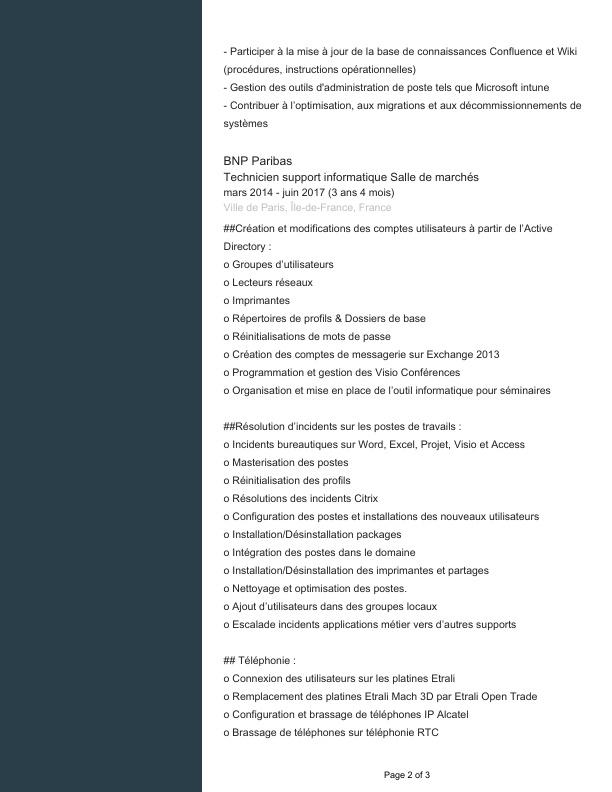 - Participer à la mise à jour de la base de connaissances Confluence et Wiki
(procédures, instructions opérationnelles)
- Gestion des outils d'administration de poste tels que Microsoft intune
- Contribuer à l'optimisation, aux migrations et aux décommissionnements de
systèmes
BNP Paribas
Technicien support informatique Salle de marchés
mars 2014 - juin 2017 (3 ans 4 mois)
Ville de Paris, Île-de-France, France
##Création et modifications des comptes utilisateurs à partir de l'Active
Directory :
o Groupes d'utilisateurs
o Lecteurs réseaux
o Imprimantes
o Répertoires de profils & Dossiers de base
o Réinitialisations de mots de passe
o Création des comptes de messagerie sur Exchange 2013
o Programmation et gestion des Visio Conférences
o Organisation et mise en place de l'outil informatique pour séminaires
##Résolution d'incidents sur les postes de travails :
o Incidents bureautiques sur Word, Excel, Projet, Visio et Access
o Masterisation des postes
o Réinitialisation des profils
o Résolutions des incidents Citrix
o Configuration des postes et installations des nouveaux utilisateurs
o Installation/Désinstallation packages
o Intégration des postes dans le domaine
o Installation/Désinstallation des imprimantes et partages
o Nettoyage et optimisation des postes.
o Ajout d'utilisateurs dans des groupes locaux
o Escalade incidents applications métier vers d'autres supports
## Téléphonie :
o Connexion des utilisateurs sur les platines Etrali
o Remplacement des platines Etrali Mach 3D par Etrali Open Trade
o Configuration et brassage de téléphones IP Alcatel
o Brassage de téléphones sur téléphonie RTC
Page 2 of 3